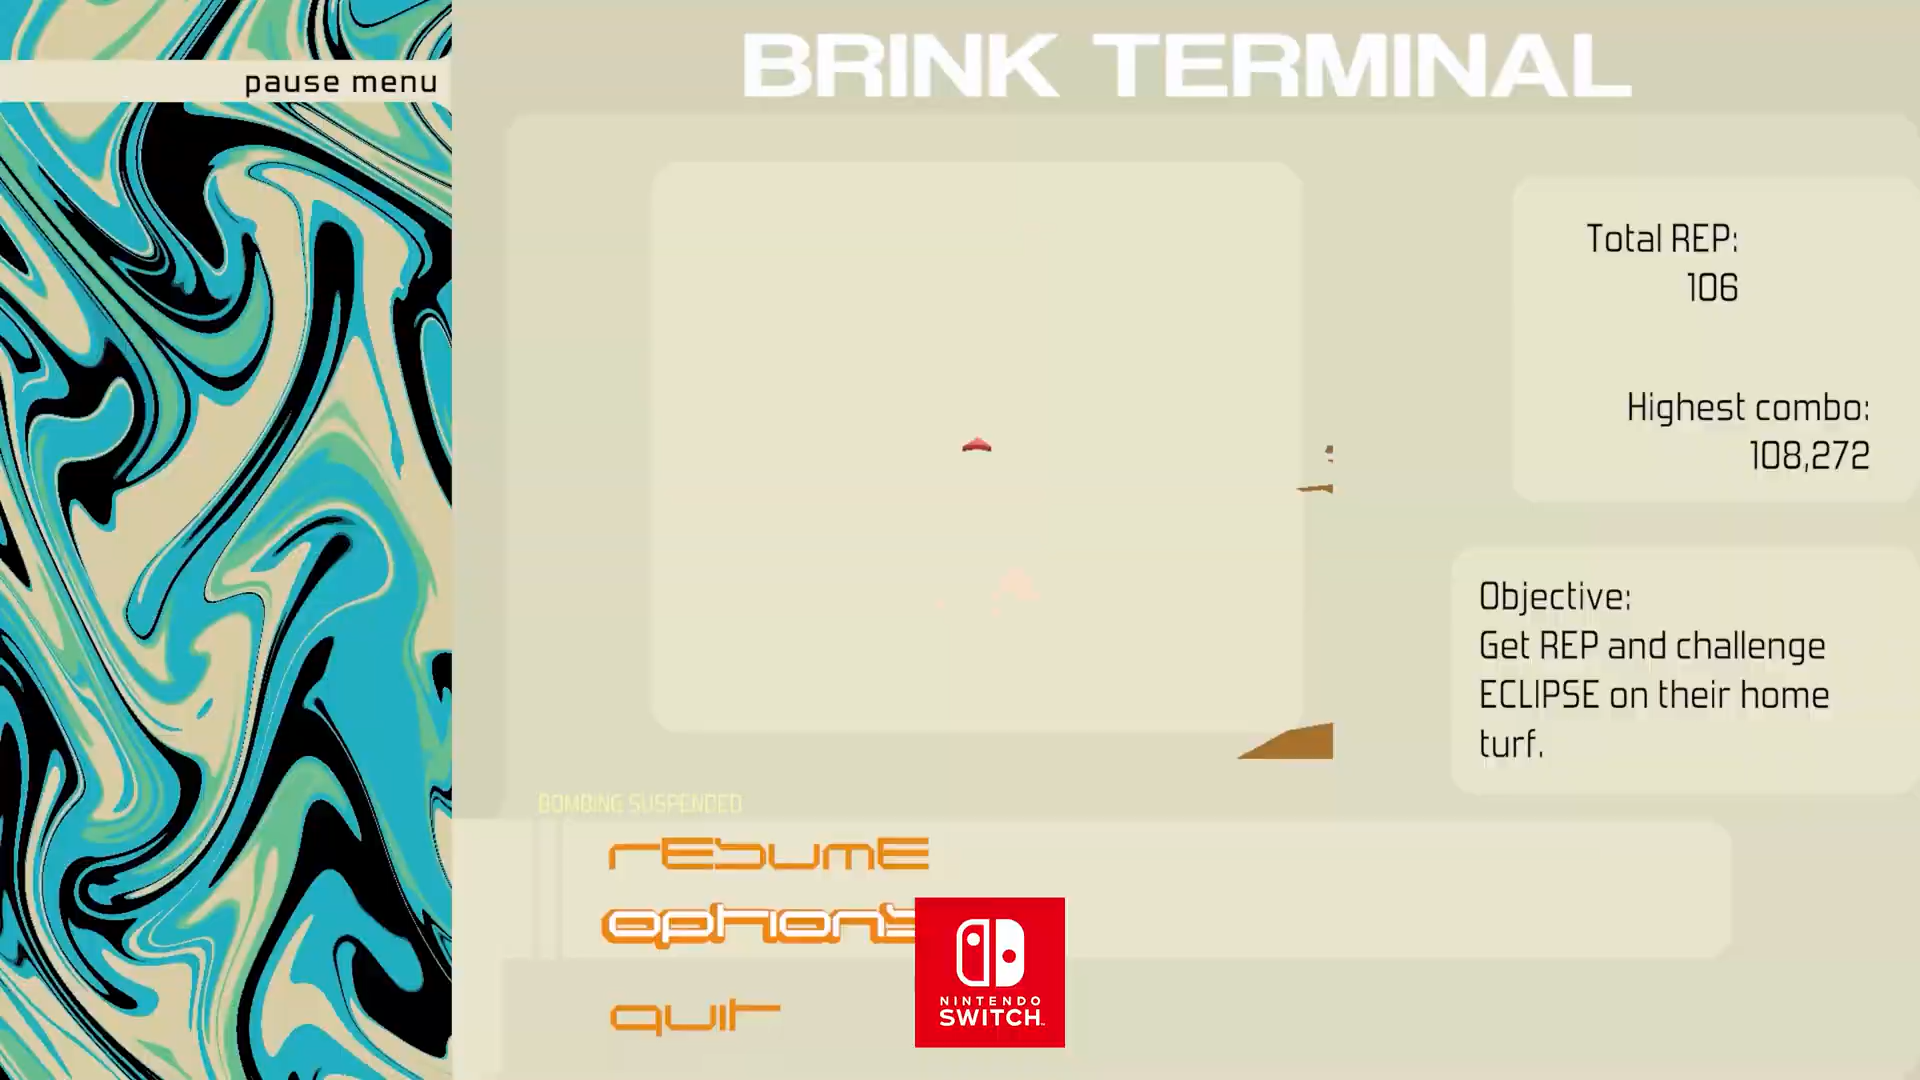 pause menu
BRINK TERMINAL
Total REP:
106
Highest combo:
108,272
Objective:
Get REP and challenge
ECLIPSE on their home
turf.
BOMBING SUSPENDED
resume
options
quit
NINTENDO
SWITCH